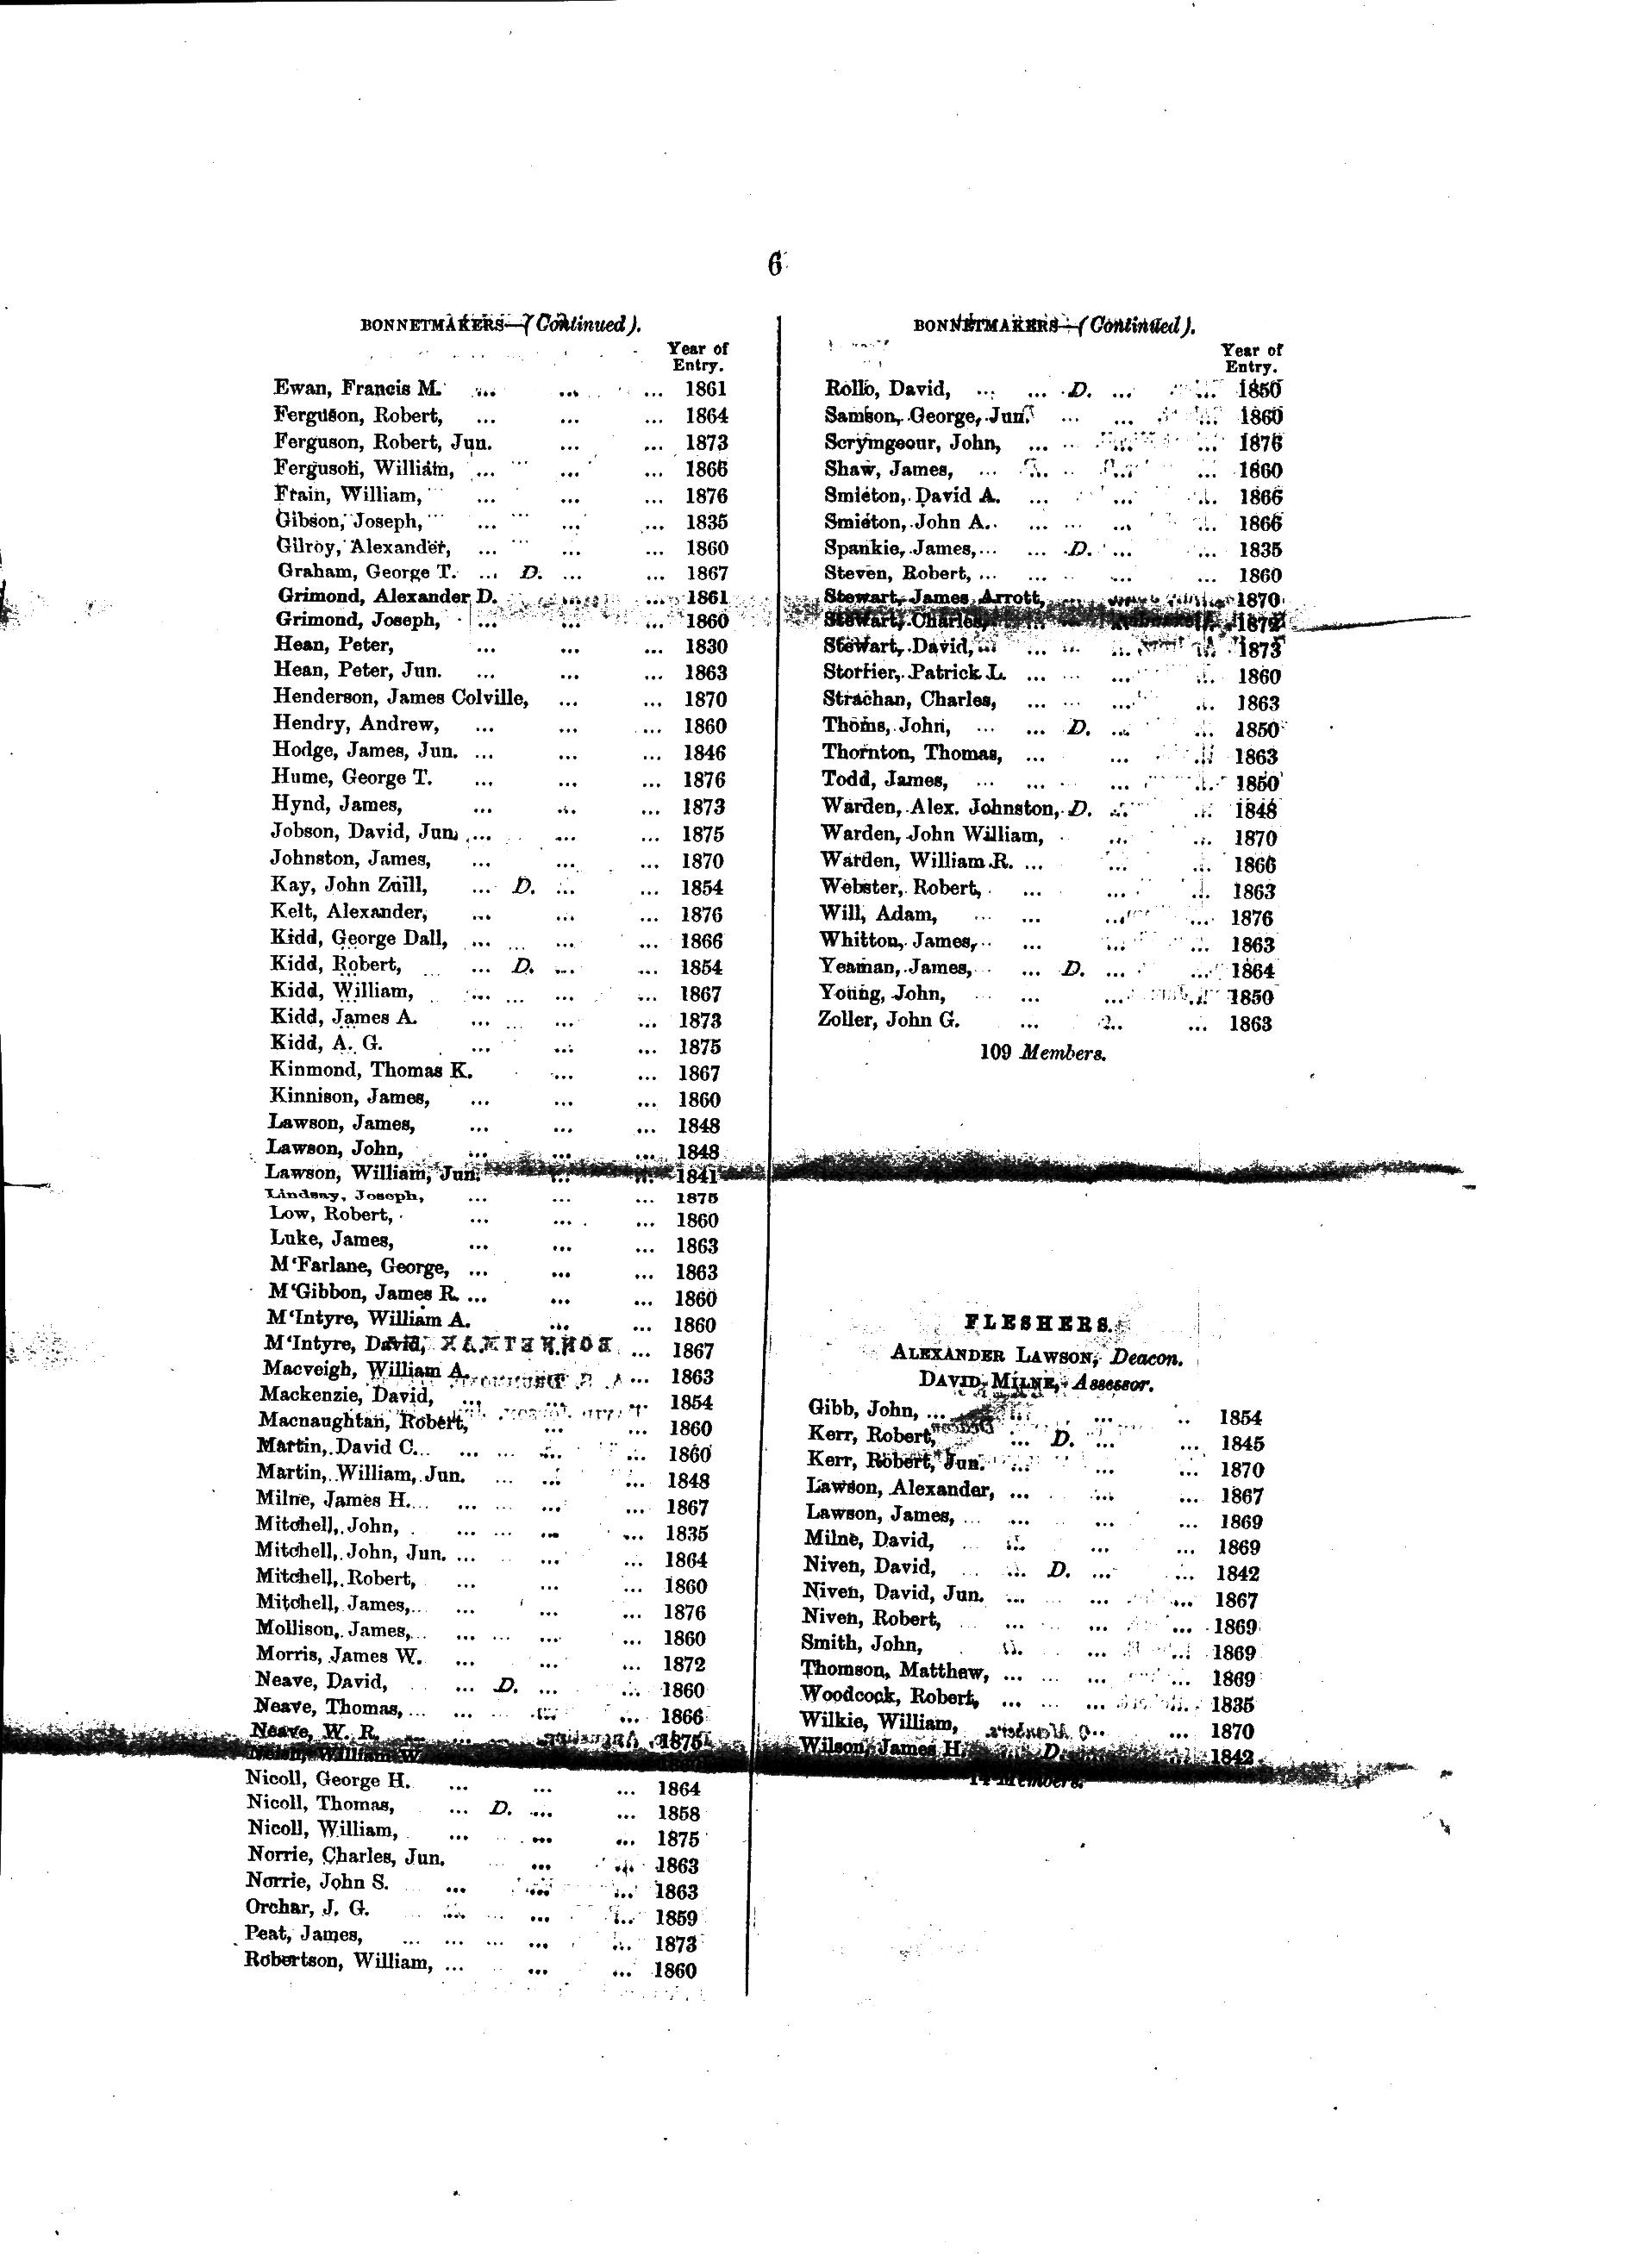 6
BONNETMAKERS—(Continued).
Year of
Entry.
Ewan, Francis M. ... ... ... 1861
Ferguson, Robert, ... ... ... 1864
Ferguson, Robert, Jun. ... ... 1873
Ferguson, William, ... ... ... 1866
Frain, William, ... ... ... 1876
Gibson, Joseph, ... ... ... 1835
Gilroy, Alexander, ... ... ... 1860
Graham, George T. ... D. ... ... 1867
Grimond, Alexander D. ... ... 1861
Grimond, Joseph, ... ... ... 1860
Hean, Peter, ... ... ... 1830
Hean, Peter, Jun. ... ... ... 1863
Henderson, James Colville, ... ... 1870
Hendry, Andrew, ... ... ... 1860
Hodge, James, Jun. ... ... ... 1846
Hume, George T. ... ... ... 1876
Hynd, James, ... ... ... 1873
Jobson, David, Jun. ... ... ... 1875
Johnston, James, ... ... ... 1870
Kay, John Zuill, ... D. ... ... 1854
Kelt, Alexander, ... ... ... 1876
Kidd, George Dall, ... ... ... 1866
Kidd, Robert, ... D. ... ... 1854
Kidd, William, ... ... ... 1867
Kidd, James A. ... ... ... 1873
Kidd, A. G. ... ... ... 1875
Kinmond, Thomas K. ... ... 1867
Kinnison, James, ... ... ... 1860
Lawson, James, ... ... ... 1848
Lawson, John, ... ... ... 1848
Lawson, William, Jun. ... ... 1841
Lindsay, Joseph, ... ... ... 1875
Low, Robert, ... ... ... 1860
Luke, James, ... ... ... 1863
M'Farlane, George, ... ... ... 1863
M'Gibbon, James R. ... ... ... 1860
M'Intyre, William A. ... ... 1860
M'Intyre, David, ... 1867
Macveigh, William A. ... 1863
Mackenzie, David, ... 1854
Macnaughtan, Robert, ... ... 1860
Martin, David C. ... ... ... 1860
Martin, William, Jun. ... ... ... 1848
Milne, James H. ... ... ... 1867
Mitchell, John, ... ... ... 1835
Mitchell, John, Jun. ... ... ... 1864
Mitchell, Robert, ... ... ... 1860
Mitchell, James, ... ... ... 1876
Mollison, James, ... ... ... 1860
Morris, James W. ... ... ... 1872
Neave, David, ... D. ... ... 1860
Neave, Thomas, ... ... ... 1866
Neave, W. R. ... 1875
William W.
Nicoll, George H. ... ... ... 1864
Nicoll, Thomas, ... D. ... ... 1858
Nicoll, William, ... ... ... 1875
Norrie, Charles, Jun. ... ... 1863
Norrie, John S. ... ... ... 1863
Orchar, J. G. ... ... ... 1859
Peat, James, ... ... ... 1873
Robertson, William, ... ... ... 1860
BONNETMAKERS—(Continued).
Year of
Entry.
Rollo, David, ... ... D. ... ... 1850
Samson, George, Jun. ... ... ... 1860
Scrymgeour, John, ... ... 1876
Shaw, James, ... ... 1860
Smieton, David A. ... ... ... 1866
Smieton, John A. ... ... ... 1866
Spankie, James, ... ... D. ... ... 1835
Steven, Robert, ... ... ... ... 1860
Stewart, James Arrott, ... 1870
Stewart, Charles, ... 1872
Stewart, David, ... ... ... 1873
Storrier, Patrick L. ... ... ... 1860
Strachan, Charles, ... ... ... 1863
Thoms, John, ... ... D. ... ... 1850
Thornton, Thomas, ... ... ... 1863
Todd, James, ... ... ... ... 1850
Warden, Alex. Johnston, D. ... ... 1848
Warden, John William, ... ... 1870
Warden, William R. ... ... ... 1866
Webster, Robert, ... ... ... 1863
Will, Adam, ... ... ... ... 1876
Whitton, James, ... ... ... 1863
Yeaman, James, ... D. ... ... 1864
Young, John, ... ... ... 1850
Zoller, John G. ... ... ... 1863
109 Members.
FLESHERS.
ALEXANDER LAWSON, Deacon.
DAVID MILNE, Assessor.
Gibb, John, ... ... ... 1854
Kerr, Robert, ... D. ... ... 1845
Kerr, Robert, Jun. ... ... ... 1870
Lawson, Alexander, ... ... ... 1867
Lawson, James, ... ... ... ... 1869
Milne, David, ... ... ... 1869
Niven, David, ... D. ... ... 1842
Niven, David, Jun. ... ... ... 1867
Niven, Robert, ... ... ... 1869
Smith, John, ... ... ... 1869
Thomson, Matthew, ... ... ... 1869
Woodcock, Robert, ... ... ... 1835
Wilkie, William, ... 1870
Wilson, James H. ... D. ... 1842
14 Members.